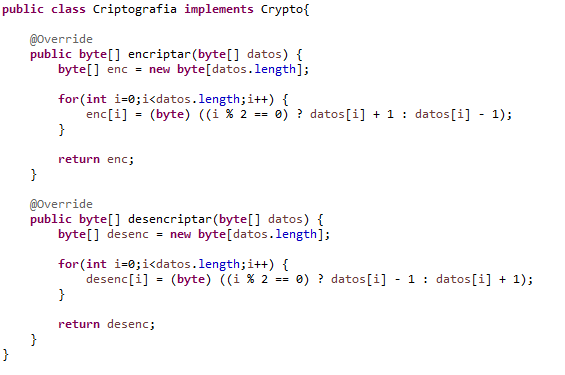 public class Criptografia implements Crypto{
@Override
public byte[] encriptar(byte[] datos) {
byte[] enc = new byte[datos.length];
for(int i=0;i<datos.length;i++) {
enc[i] = (byte) ((i % 2 == 0) ? datos[i] + 1 : datos[i] - 1);
}
return enc;
}
@Override
public byte[] desencriptar(byte[] datos) {
byte[] desenc = new byte[datos.length];
for(int i=0;i<datos.length;i++) {
desenc[i] = (byte) ((i % 2 == 0) ? datos[i] - 1 : datos[i] + 1);
}
return desenc;
}
}